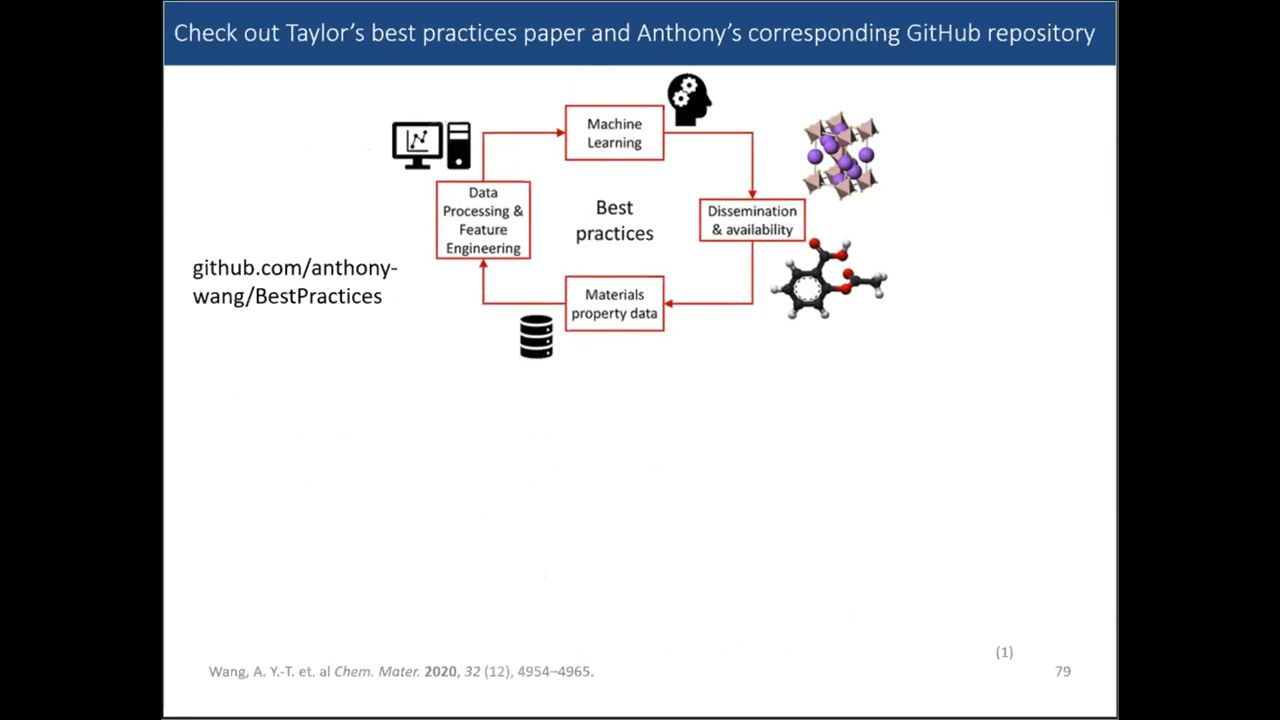 Check out Taylor's best practices paper and Anthony's corresponding GitHub repository
Machine
Learning
Data
Processing &
Feature
Engineering
Best
practices
Dissemination
& availability
github.com/anthony-
wang/BestPractices
Materials
property data
(1)
Wang, A. Y.-T. et. al Chem. Mater. 2020, 32 (12), 4954–4965.
79